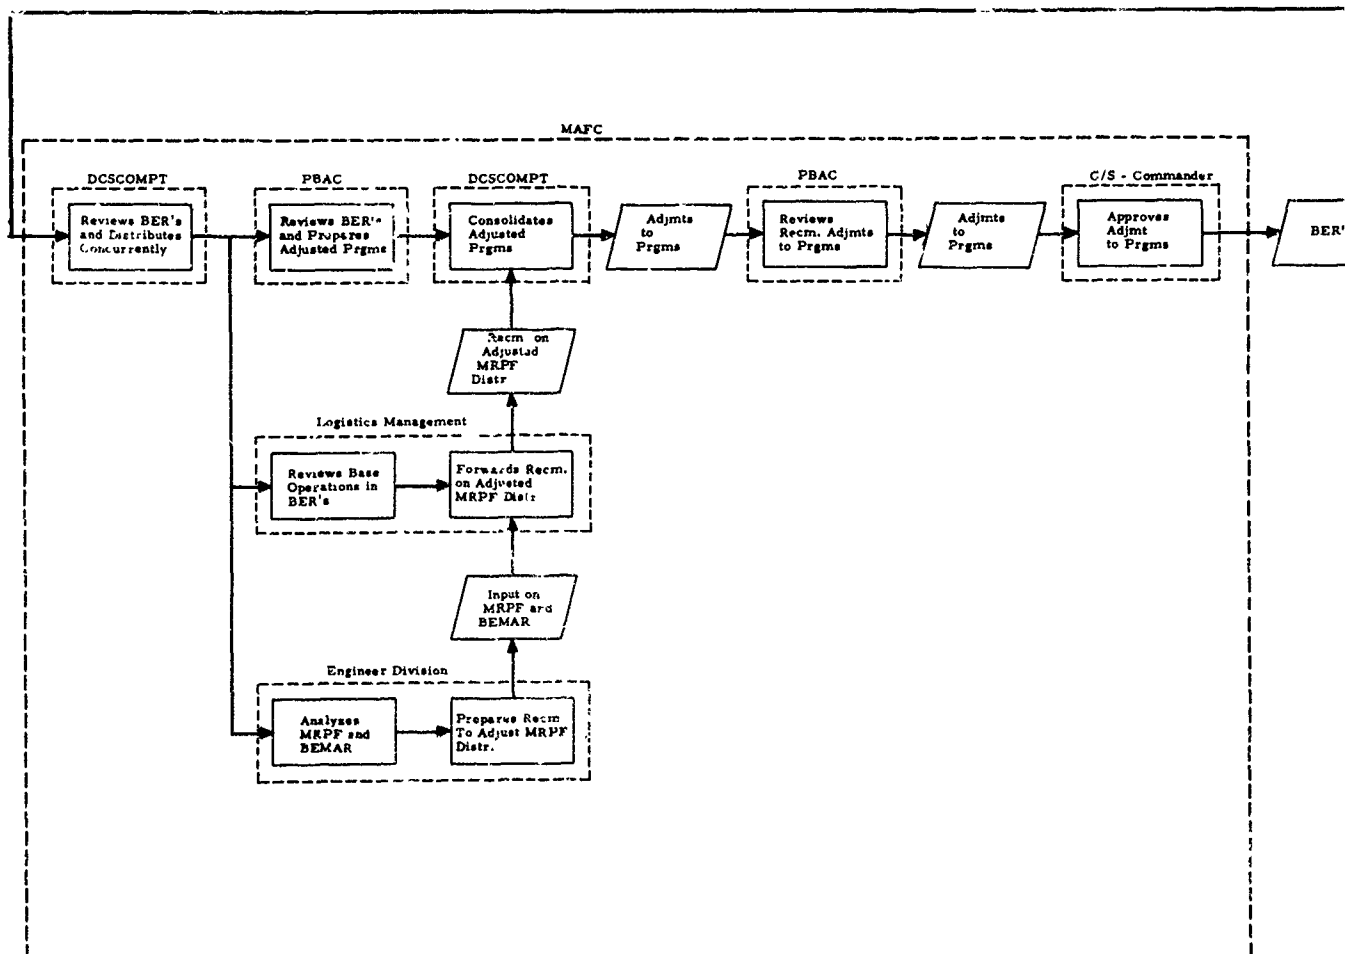 MAFC
DCSCOMPT
Reviews BER's
and Distributes
Concurrently
PBAC
Reviews BER's
and Prepares
Adjusted Prgms
DCSCOMPT
Consolidates
Adjusted
Prgms
Adjmts
to
Prgms
PBAC
Reviews
Recm. Adjmts
to Prgms
Adjmts
to
Prgms
C/S - Commander
Approves
Adjmt
to Prgms
BER'
Recm on
Adjusted
MRPF
Distr
Logistics Management
Reviews Base
Operations in
BER's
Forwards Recm.
on Adjusted
MRPF Distr
Input on
MRPF and
BEMAR
Engineer Division
Analyzes
MRPF and
BEMAR
Prepares Recm
To Adjust MRPF
Distr.